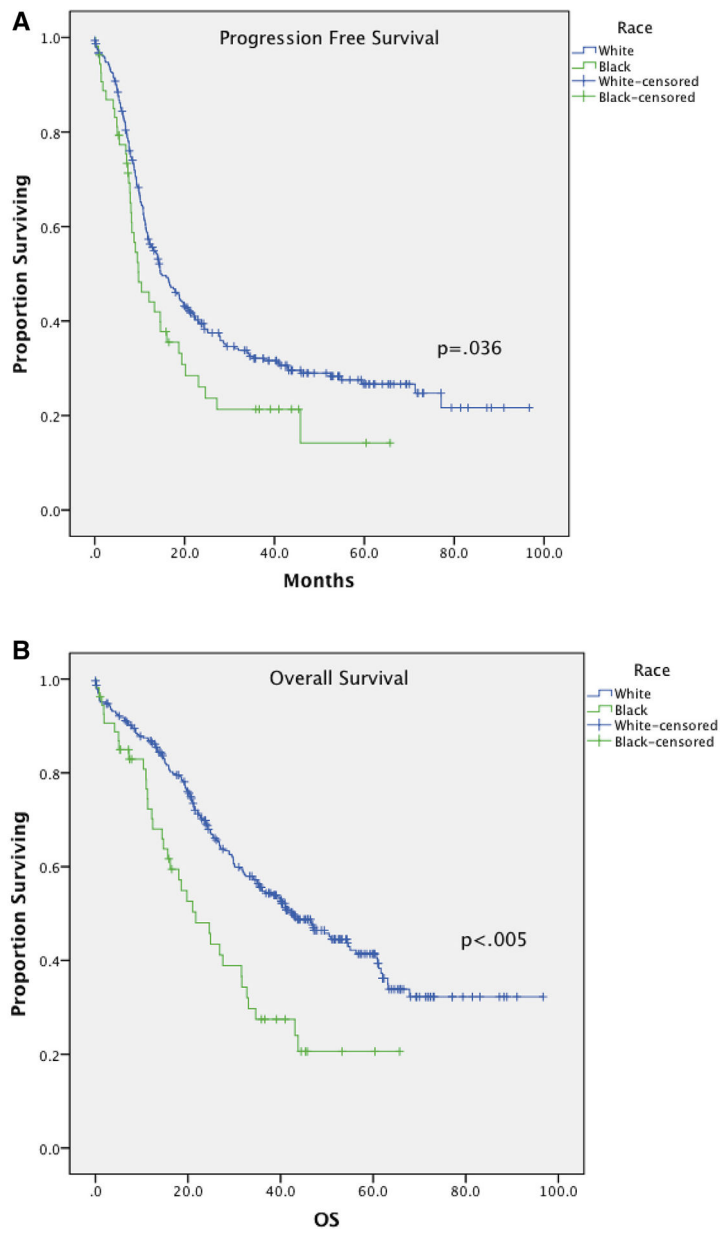 A
Progression Free Survival
Race
White
Black
White-censored
Black-censored
1.0
0.8
0.6
0.4
0.2
0.0
Proportion Surviving
p=.036
.0 20.0 40.0 60.0 80.0 100.0
Months
B
Overall Survival
Race
White
Black
White-censored
Black-censored
1.0
0.8
0.6
0.4
0.2
0.0
Proportion Surviving
p<.005
.0 20.0 40.0 60.0 80.0 100.0
OS